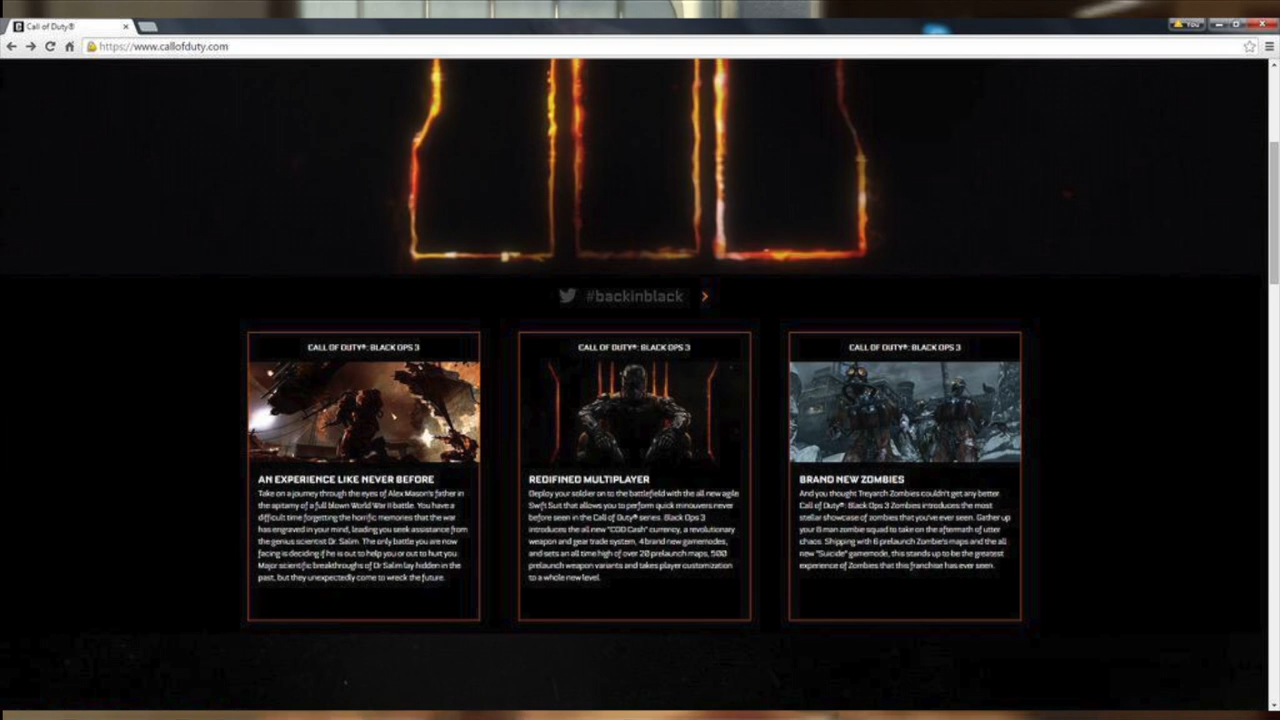 Call of Duty®
You
https://www.callofduty.com
#backinblack
CALL OF DUTY®: BLACK OPS 3
AN EXPERIENCE LIKE NEVER BEFORE
Take on a journey through the eyes of Alex Mason's father in
the apitamy of a full blown World War II battle. You have a
difficult time forgetting the horrific memories that the war
has engraved in your mind, leading you seek assistance from
the genius scientist Dr. Salim. The only battle you are now
facing is deciding if he is out to help you or out to hurt you.
Major scientific breakthroughs of Dr Salim lay hidden in the
past, but they unexpectedly come to wreck the future.
CALL OF DUTY®: BLACK OPS 3
REDIFINED MULTIPLAYER
Deploy your soldier on to the battlefield with the all new agile
Swift Suit that allows you to perform quick minouvers never
before seen in the Call of Duty® series. Black Ops 3
introduces the all new "COD Cash" currency, a revolutionary
weapon and gear trade system, 4 brand new gamemodes,
and sets an all time high of over 20 prelaunch maps, 500
prelaunch weapon variants and takes player customization
to a whole new level.
CALL OF DUTY®: BLACK OPS 3
BRAND NEW ZOMBIES
And you thought Treyarch Zombies couldn't get any better
Call of Duty®: Black Ops 3 Zombies introduces the most
stellar showcase of zombies that you've ever seen. Gather up
your 8-man zombie squad to take on the aftermath of utter
chaos. Shipping with 6 prelaunch Zombie's maps and the all
new "Suicide" gamemode, this stands up to be the greatest
experience of Zombies that this franchise has ever seen.